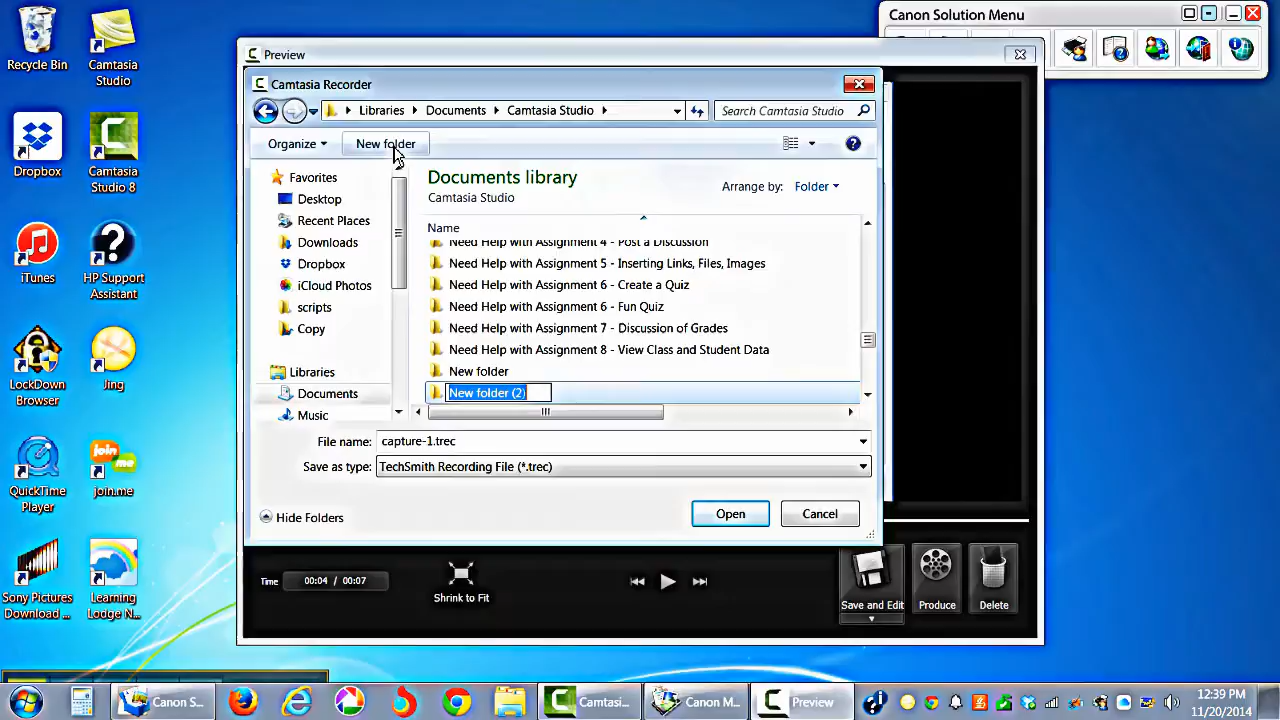 Recycle Bin
Camtasia
Studio
Dropbox
Camtasia
Studio 8
iTunes
HP Support
Assistant
LockDown
Browser
Jing
QuickTime
Player
join
me
join.me
Sony Pictures
Download ...
Learning
Lodge N...
Canon Solution Menu
Preview
Camtasia Recorder
Libraries
Documents
Camtasia Studio
Search Camtasia Studio
Organize
New folder
Favorites
Desktop
Recent Places
Downloads
Dropbox
iCloud Photos
scripts
Copy
Libraries
Documents
Music
Documents library
Camtasia Studio
Arrange by:
Folder
Name
Need Help with Assignment 4 - Post a Discussion
Need Help with Assignment 5 - Inserting Links, Files, Images
Need Help with Assignment 6 - Create a Quiz
Need Help with Assignment 6 - Fun Quiz
Need Help with Assignment 7 - Discussion of Grades
Need Help with Assignment 8 - View Class and Student Data
New folder
New folder (2)
File name:
capture-1.trec
Save as type:
TechSmith Recording File (*.trec)
Hide Folders
Open
Cancel
Time
00:04 / 00:07
Shrink to Fit
Save and Edit
Produce
Delete
Canon S...
Camtasi...
Canon M...
Preview
12:39 PM
11/20/2014